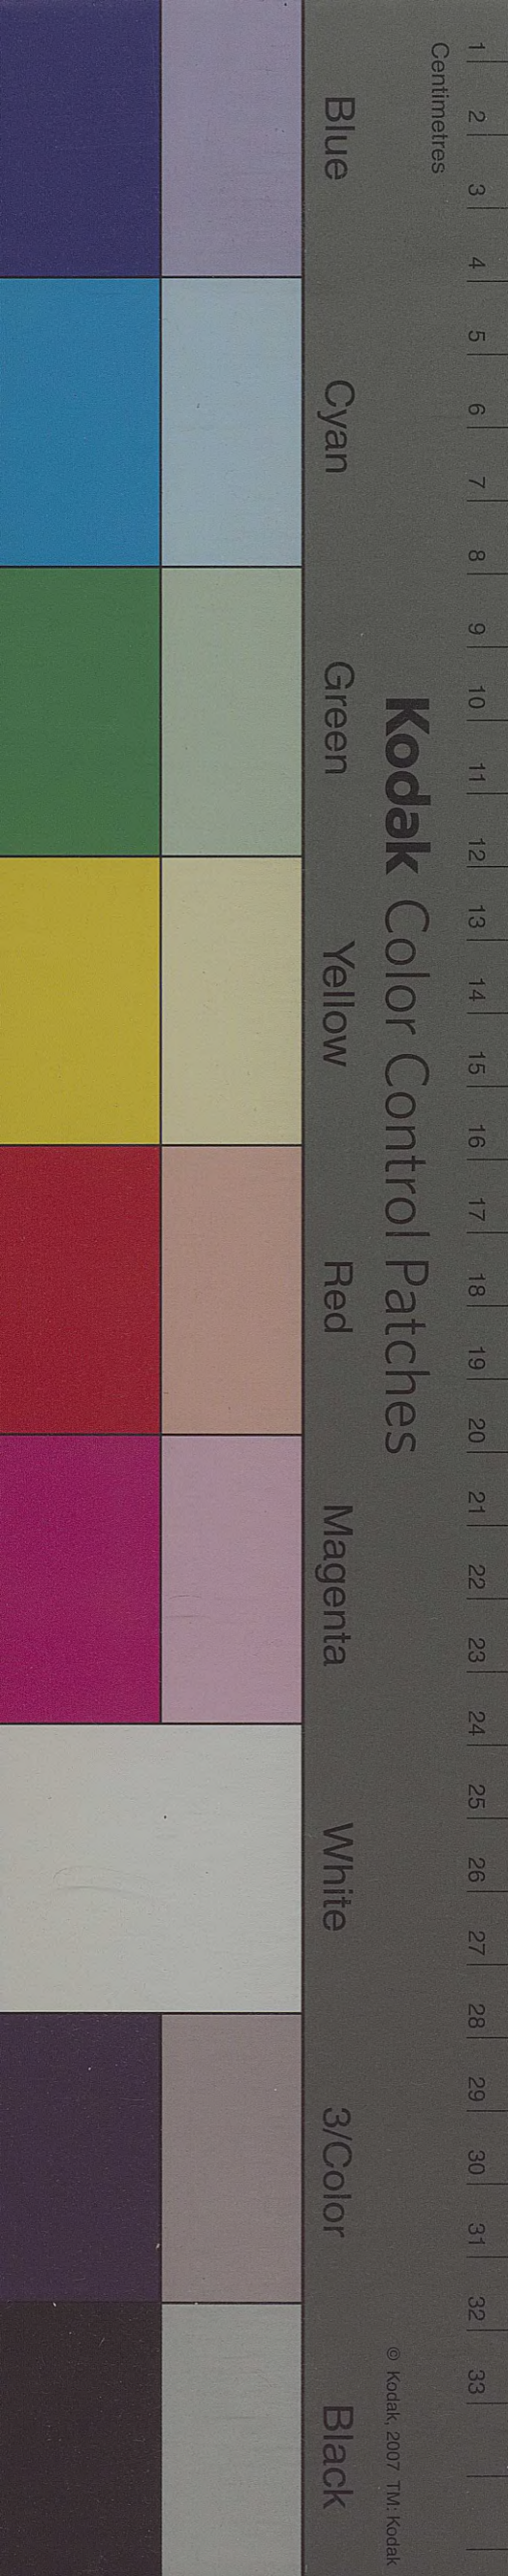 1 2 3 4 5 6 7 8 9 10 11 12 13 14 15 16 17 18 19 20 21 22 23 24 25 26 27 28 29 30 31 32 33
Centimetres
Kodak Color Control Patches
© Kodak, 2007 TM: Kodak
Blue Cyan Green Yellow Red Magenta White 3/Color Black